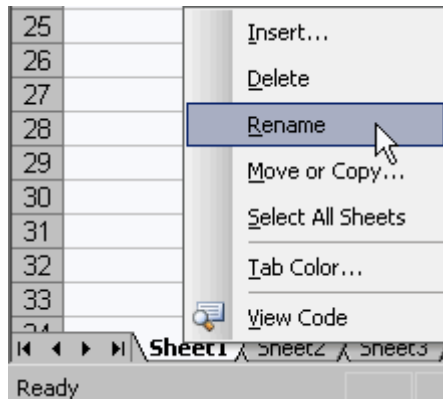 25
26
27
28
29
30
31
32
33
34
Insert...
Delete
Rename
Move or Copy...
Select All Sheets
Tab Color...
View Code
Sheet1 Sheet2 Sheet3
Ready